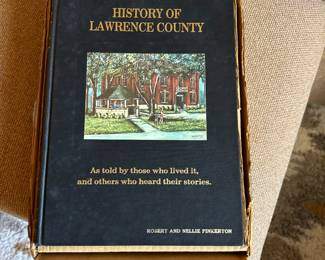 HISTORY OF
LAWRENCE COUNTY
As told by those who lived it,
and others who heard their stories.
ROBERT AND NELLIE PINKERTON